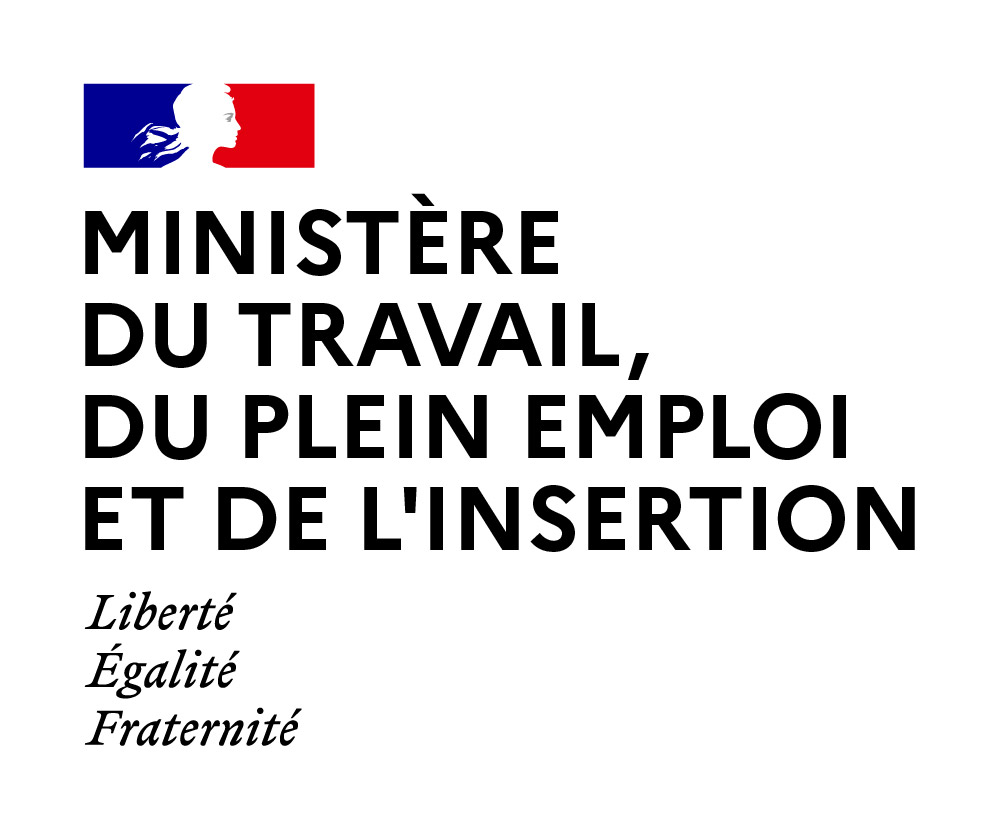 MINISTÈRE
DU TRAVAIL,
DU PLEIN EMPLOI
ET DE L'INSERTION
Liberté
Égalité
Fraternité